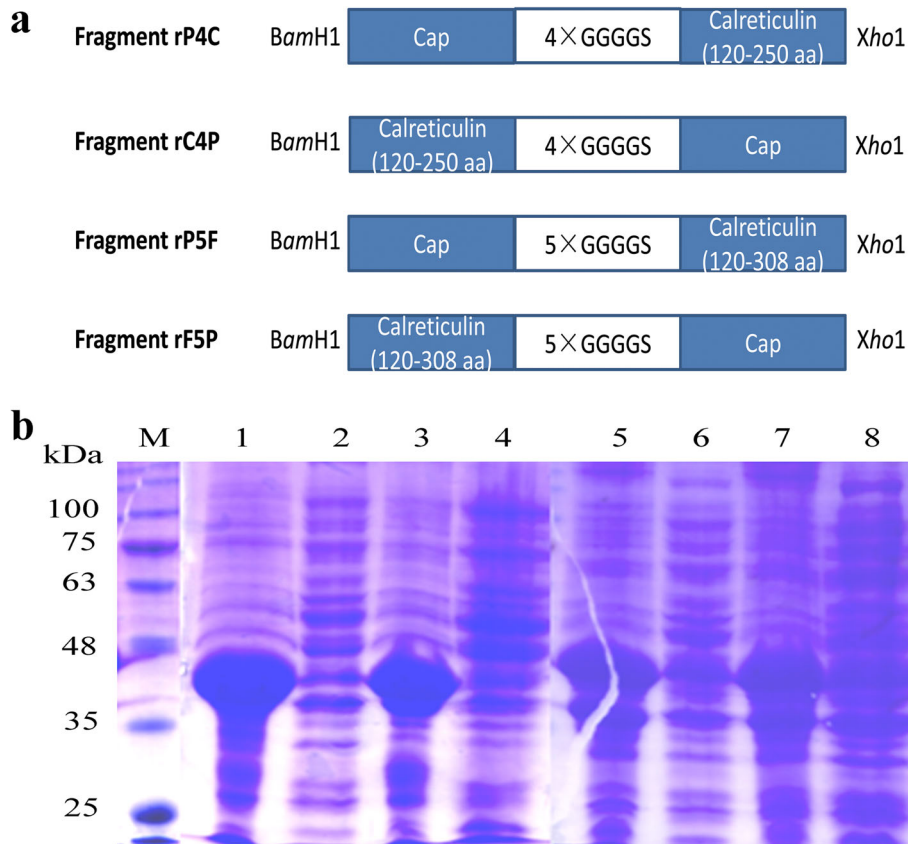 a
Fragment rP4C BamH1 Cap 4×GGGGS Calreticulin (120-250 aa) Xho1
Fragment rC4P BamH1 Calreticulin (120-250 aa) 4×GGGGS Cap Xho1
Fragment rP5F BamH1 Cap 5×GGGGS Calreticulin (120-308 aa) Xho1
Fragment rF5P BamH1 Calreticulin (120-308 aa) 5×GGGGS Cap Xho1
b
kDa M 1 2 3 4 5 6 7 8
100
75
63
48
35
25